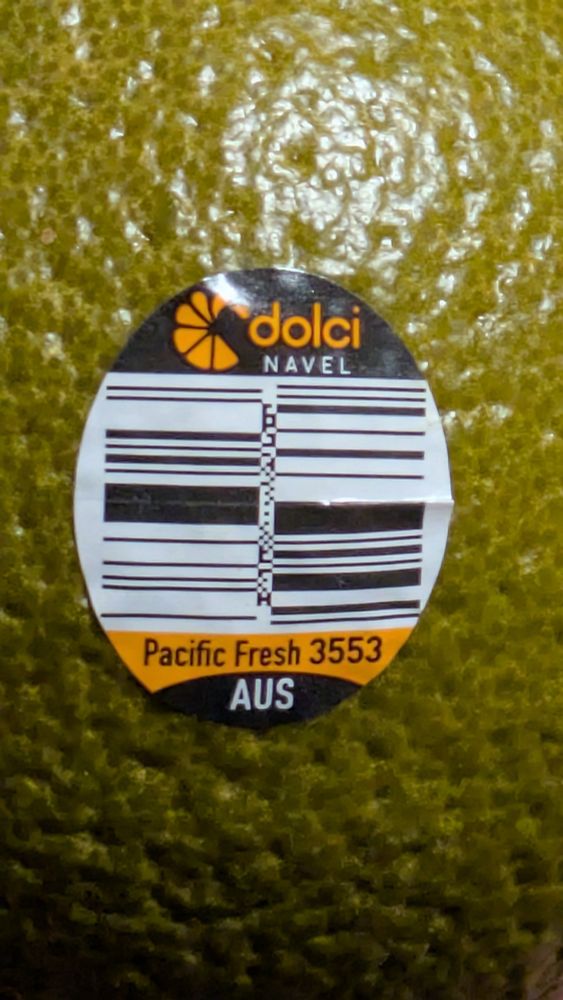 dolci
NAVEL
Pacific Fresh 3553
AUS